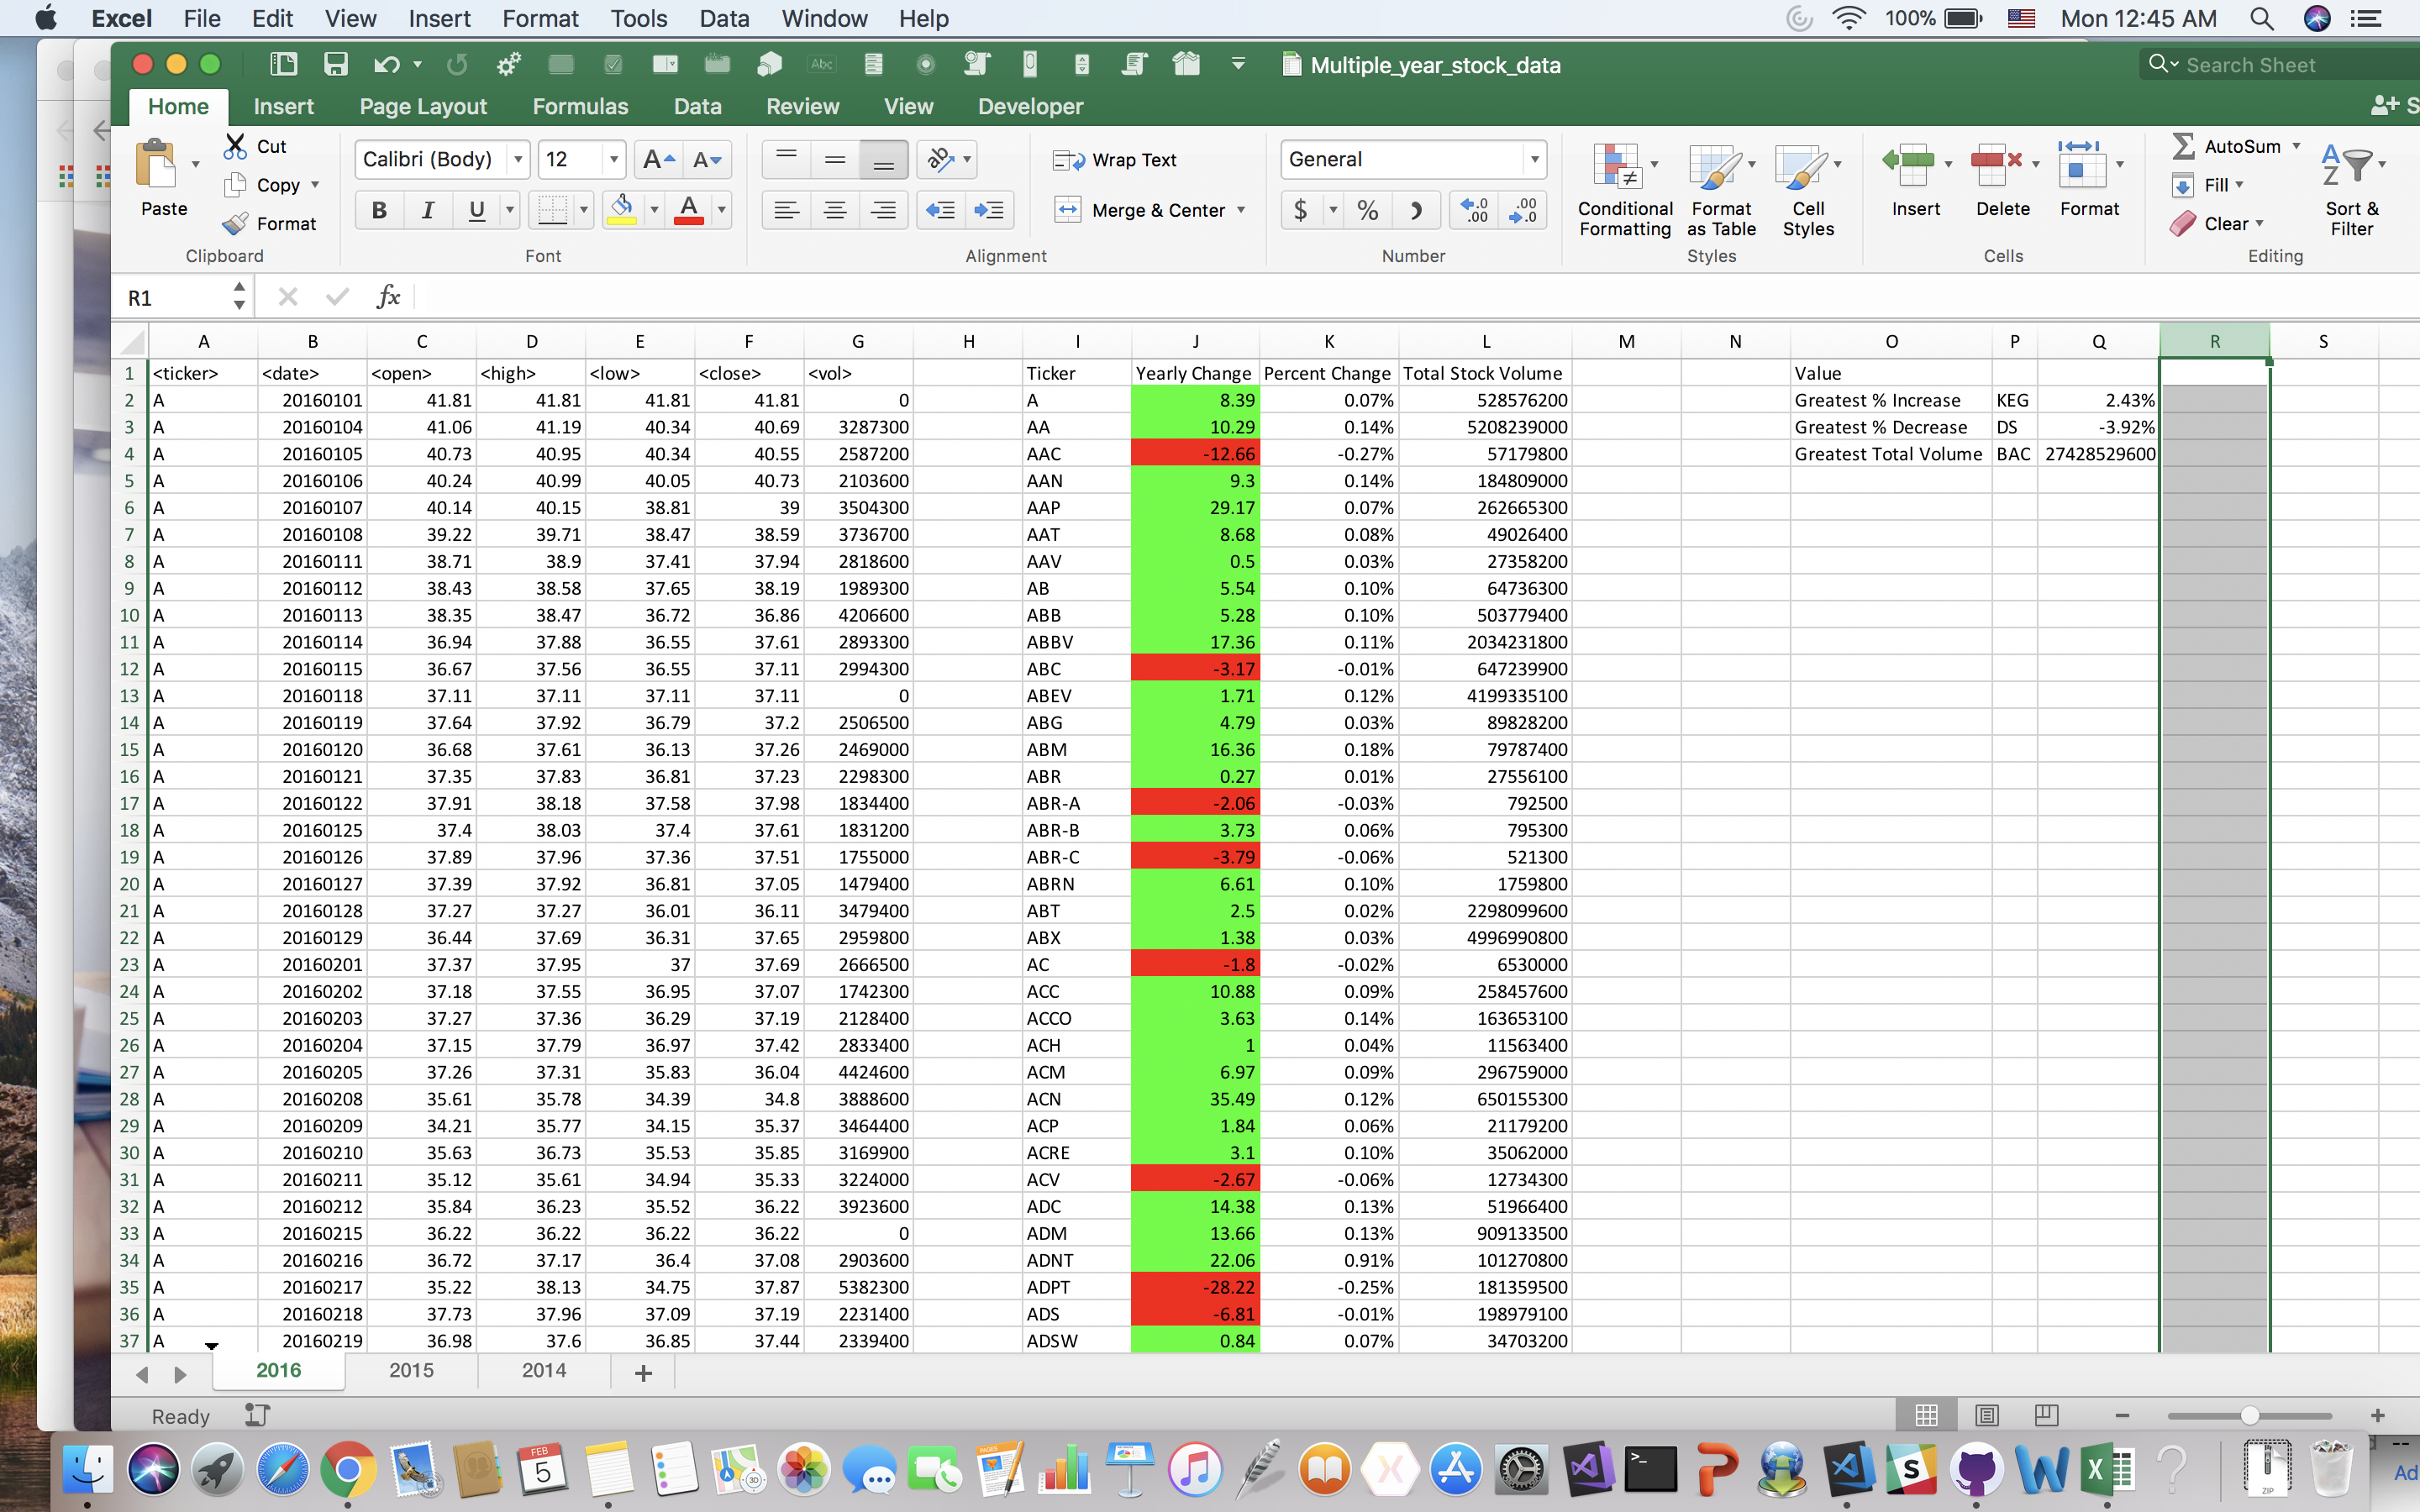 Excel File Edit View Insert Format Tools Data Window Help 100% Mon 12:45 AM
Abc Multiple_year_stock_data Search Sheet
Home Insert Page Layout Formulas Data Review View Developer S
Paste Cut Copy Format Calibri (Body) 12 A A Wrap Text General Conditional Formatting Format as Table Cell Styles Insert Delete Format AutoSum Fill Clear Sort & Filter
B I U A Merge & Center $ % .0 .00 .00 .0
Clipboard Font Alignment Number Styles Cells Editing
R1 fx
A B C D E F G H I J K L M N O P Q R S
1 <ticker> <date> <open> <high> <low> <close> <vol> Ticker Yearly Change Percent Change Total Stock Volume Value
2 A 20160101 41.81 41.81 41.81 41.81 0 A 8.39 0.07% 528576200 Greatest % Increase KEG 2.43%
3 A 20160104 41.06 41.19 40.34 40.69 3287300 AA 10.29 0.14% 5208239000 Greatest % Decrease DS -3.92%
4 A 20160105 40.73 40.95 40.34 40.55 2587200 AAC -12.66 -0.27% 57179800 Greatest Total Volume BAC 27428529600
5 A 20160106 40.24 40.99 40.05 40.73 2103600 AAN 9.3 0.14% 184809000
6 A 20160107 40.14 40.15 38.81 39 3504300 AAP 29.17 0.07% 262665300
7 A 20160108 39.22 39.71 38.47 38.59 3736700 AAT 8.68 0.08% 49026400
8 A 20160111 38.71 38.9 37.41 37.94 2818600 AAV 0.5 0.03% 27358200
9 A 20160112 38.43 38.58 37.65 38.19 1989300 AB 5.54 0.10% 64736300
10 A 20160113 38.35 38.47 36.72 36.86 4206600 ABB 5.28 0.10% 503779400
11 A 20160114 36.94 37.88 36.55 37.61 2893300 ABBV 17.36 0.11% 2034231800
12 A 20160115 36.67 37.56 36.55 37.11 2994300 ABC -3.17 -0.01% 647239900
13 A 20160118 37.11 37.11 37.11 37.11 0 ABEV 1.71 0.12% 4199335100
14 A 20160119 37.64 37.92 36.79 37.2 2506500 ABG 4.79 0.03% 89828200
15 A 20160120 36.68 37.61 36.13 37.26 2469000 ABM 16.36 0.18% 79787400
16 A 20160121 37.35 37.83 36.81 37.23 2298300 ABR 0.27 0.01% 27556100
17 A 20160122 37.91 38.18 37.58 37.98 1834400 ABR-A -2.06 -0.03% 792500
18 A 20160125 37.4 38.03 37.4 37.61 1831200 ABR-B 3.73 0.06% 795300
19 A 20160126 37.89 37.96 37.36 37.51 1755000 ABR-C -3.79 -0.06% 521300
20 A 20160127 37.39 37.92 36.81 37.05 1479400 ABRN 6.61 0.10% 1759800
21 A 20160128 37.27 37.27 36.01 36.11 3479400 ABT 2.5 0.02% 2298099600
22 A 20160129 36.44 37.69 36.31 37.65 2959800 ABX 1.38 0.03% 4996990800
23 A 20160201 37.37 37.95 37 37.69 2666500 AC -1.8 -0.02% 6530000
24 A 20160202 37.18 37.55 36.95 37.07 1742300 ACC 10.88 0.09% 258457600
25 A 20160203 37.27 37.36 36.29 37.19 2128400 ACCO 3.63 0.14% 163653100
26 A 20160204 37.15 37.79 36.97 37.42 2833400 ACH 1 0.04% 11563400
27 A 20160205 37.26 37.31 35.83 36.04 4424600 ACM 6.97 0.09% 296759000
28 A 20160208 35.61 35.78 34.39 34.8 3888600 ACN 35.49 0.12% 650155300
29 A 20160209 34.21 35.77 34.15 35.37 3464400 ACP 1.84 0.06% 21179200
30 A 20160210 35.63 36.73 35.53 35.85 3169900 ACRE 3.1 0.10% 35062000
31 A 20160211 35.12 35.61 34.94 35.33 3224000 ACV -2.67 -0.06% 12734300
32 A 20160212 35.84 36.23 35.52 36.22 3923600 ADC 14.38 0.13% 51966400
33 A 20160215 36.22 36.22 36.22 36.22 0 ADM 13.66 0.13% 909133500
34 A 20160216 36.72 37.17 36.4 37.08 2903600 ADNT 22.06 0.91% 101270800
35 A 20160217 35.22 38.13 34.75 37.87 5382300 ADPT -28.22 -0.25% 181359500
36 A 20160218 37.73 37.96 37.09 37.19 2231400 ADS -6.81 -0.01% 198979100
37 A 20160219 36.98 37.6 36.85 37.44 2339400 ADSW 0.84 0.07% 34703200
2016 2015 2014
Ready
FEB 5 PAGES 3D ZIP Ad